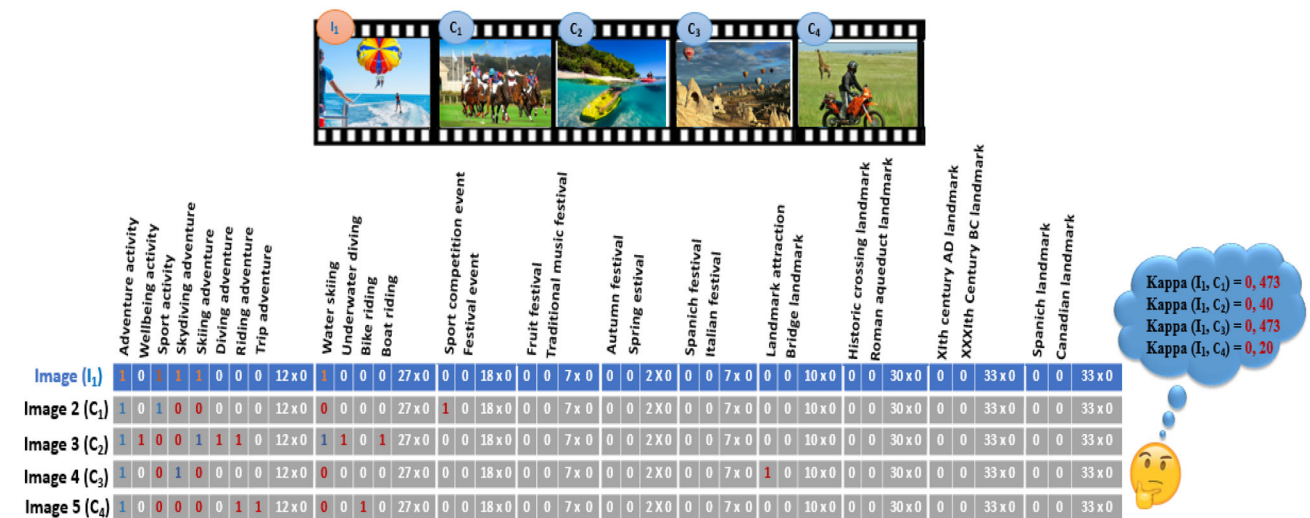 I₁ C₁ C₂ C₃ C₄
Adventure activity
Wellbeing activity
Sport activity
Skydiving adventure
Skiing adventure
Diving adventure
Riding adventure
Trip adventure
Water skiing
Underwater diving
Bike riding
Boat riding
Sport competition event
Festival event
Fruit festival
Traditional music festival
Autumn festival
Spring estival
Spanich festival
Italian festival
Landmark attraction
Bridge landmark
Historic crossing landmark
Roman aqueduct landmark
XIth century AD landmark
XXXIth Century BC landmark
Spanich landmark
Canadian landmark
Kappa (I₁, C₁) = 0, 473
Kappa (I₁, C₂) = 0, 40
Kappa (I₁, C₃) = 0, 473
Kappa (I₁, C₄) = 0, 20
Image (I₁) 1 0 1 1 1 0 0 0 12 x 0 1 0 0 0 27 x 0 0 0 18 x 0 0 0 7 x 0 0 0 2 X 0 0 0 7 x 0 0 0 10 x 0 0 0 30 x 0 0 0 33 x 0 0 0 33 x 0
Image 2 (C₁) 1 0 1 0 0 0 0 0 12 x 0 0 0 0 0 27 x 0 1 0 18 x 0 0 0 7 x 0 0 0 2 X 0 0 0 7 x 0 0 0 10 x 0 0 0 30 x 0 0 0 33 x 0 0 0 33 x 0
Image 3 (C₂) 1 1 0 0 1 1 1 0 12 x 0 1 1 0 1 27 x 0 0 0 18 x 0 0 0 7 x 0 0 0 2 X 0 0 0 7 x 0 0 0 10 x 0 0 0 30 x 0 0 0 33 x 0 0 0 33 x 0
Image 4 (C₃) 1 0 0 1 0 0 0 0 12 x 0 0 0 0 0 27 x 0 0 0 18 x 0 0 0 7 x 0 0 0 2 X 0 0 0 7 x 0 1 0 10 x 0 0 0 30 x 0 0 0 33 x 0 0 0 33 x 0
Image 5 (C₄) 1 0 0 0 0 0 1 1 12 x 0 0 0 1 0 27 x 0 0 0 18 x 0 0 0 7 x 0 0 0 2 X 0 0 0 7 x 0 0 0 10 x 0 0 0 30 x 0 0 0 33 x 0 0 0 33 x 0